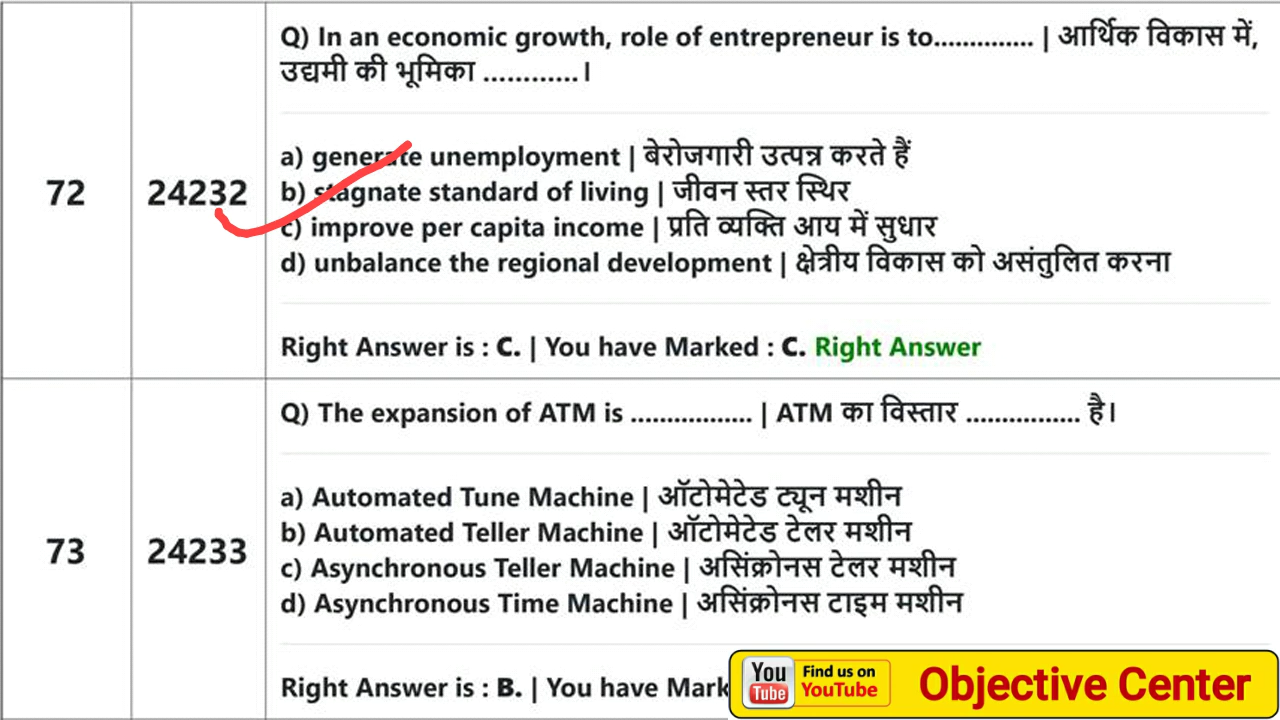 Q) In an economic growth, role of entrepreneur is to.............. | आर्थिक विकास में,
उद्यमी की भूमिका ............।
72
24232
a) generate unemployment | बेरोजगारी उत्पन्न करते हैं
b) stagnate standard of living | जीवन स्तर स्थिर
c) improve per capita income | प्रति व्यक्ति आय में सुधार
d) unbalance the regional development | क्षेत्रीय विकास को असंतुलित करना
Right Answer is : C. | You have Marked : C. Right Answer
73
24233
Q) The expansion of ATM is ................. | ATM का विस्तार ................ है।
a) Automated Tune Machine | ऑटोमेटेड ट्यून मशीन
b) Automated Teller Machine | ऑटोमेटेड टेलर मशीन
c) Asynchronous Teller Machine | असिंक्रोनस टेलर मशीन
d) Asynchronous Time Machine | असिंक्रोनस टाइम मशीन
Right Answer is : B. | You have Mark
You Tube
Find us on
YouTube
Objective Center